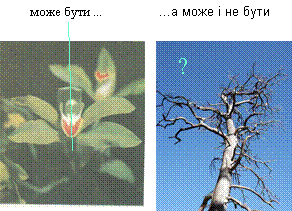 може бути ...
...а може і не бути
?